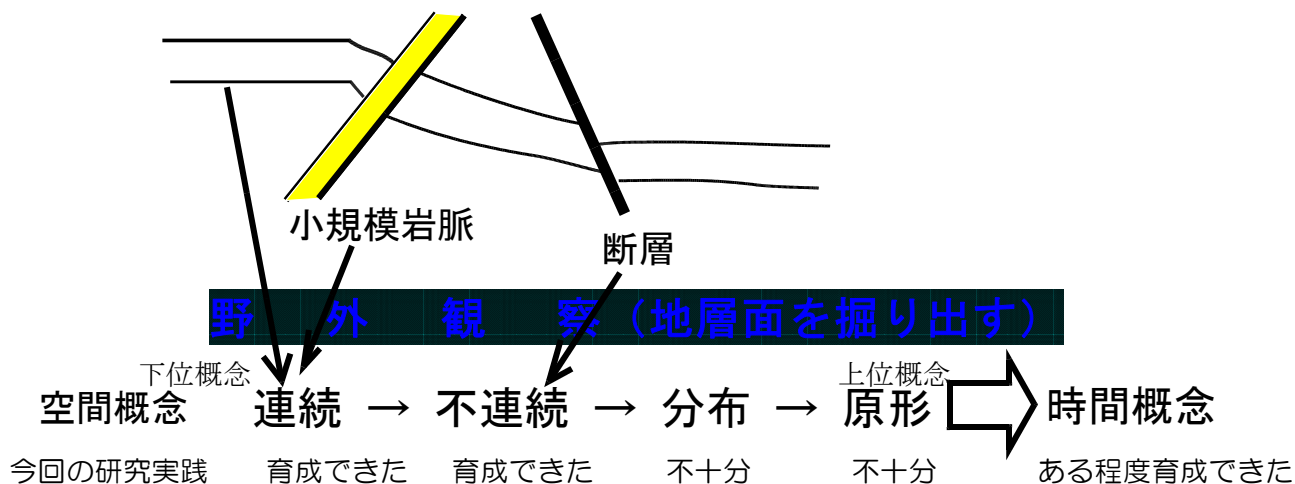 小規模岩脈
断層
野 外 観 察(地層面を掘り出す)
下位概念
上位概念
空間概念 連続 → 不連続 → 分布 → 原形 時間概念
今回の研究実践 育成できた 育成できた 不十分 不十分 ある程度育成できた